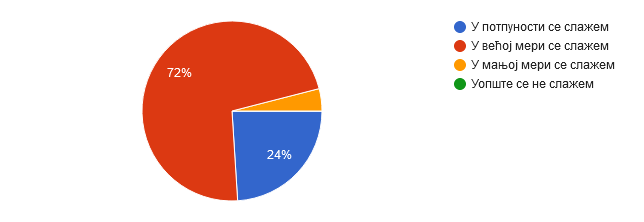 У потпуности се слажем
У већој мери се слажем
72%
У мањој мери се слажем
Уопште се не слажем
24%